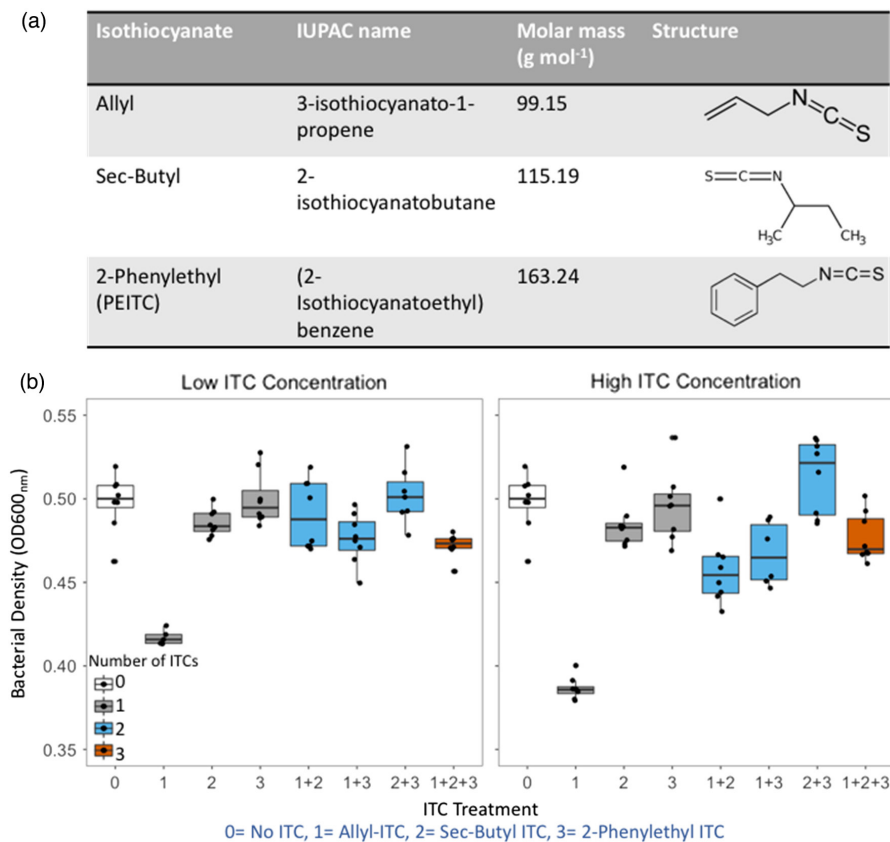 (a)
Isothiocyanate IUPAC name Molar mass (g mol-1) Structure
Allyl 3-isothiocyanato-1-propene 99.15
N
C
S
Sec-Butyl 2-isothiocyanatobutane 115.19
S C N
H3C CH3
2-Phenylethyl (PEITC) (2-Isothiocyanatoethyl) benzene 163.24
N=C=S
(b)
Low ITC Concentration High ITC Concentration
Bacterial Density (OD600nm)
0.55
0.50
0.45
0.40
0.35
Number of ITCs
0
1
2
3
0 1 2 3 1+2 1+3 2+3 1+2+3 0 1 2 3 1+2 1+3 2+3 1+2+3
ITC Treatment
0= No ITC, 1= Allyl-ITC, 2= Sec-Butyl ITC, 3= 2-Phenylethyl ITC